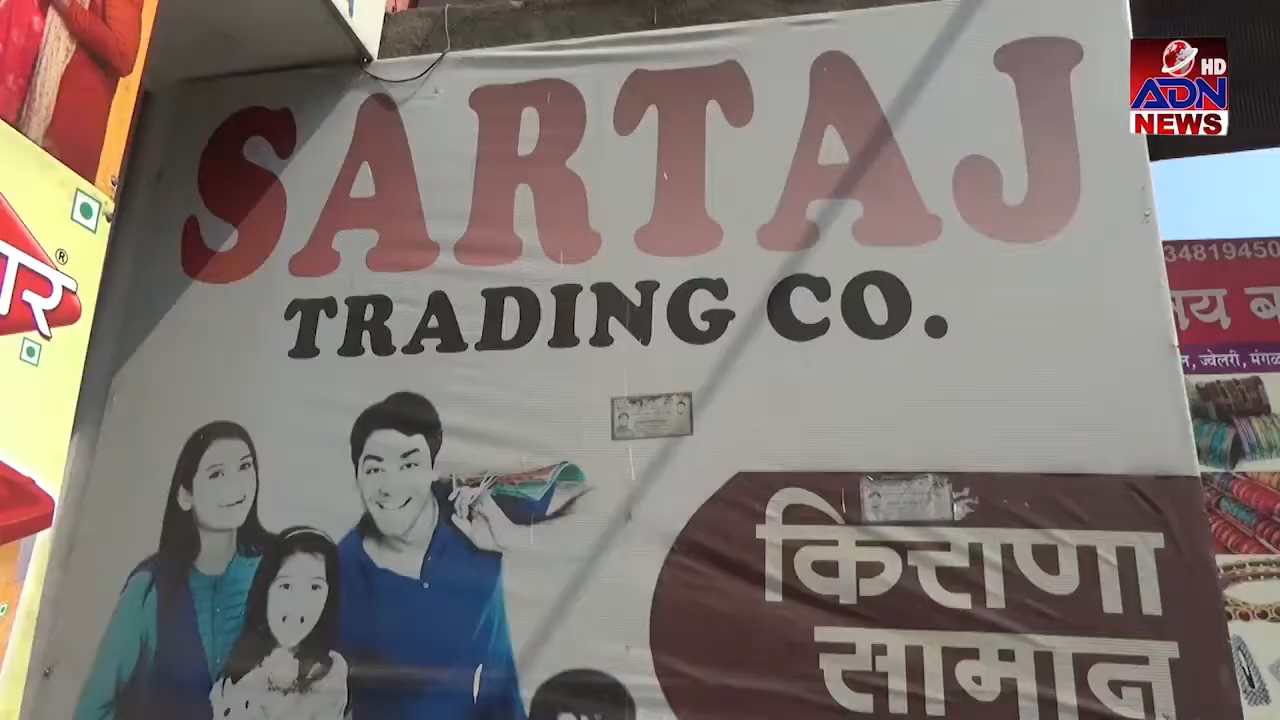 SARTAJ
TRADING CO.
किराणा
सामान
HD
ADN
NEWS
34819450
ज्वेलरी,